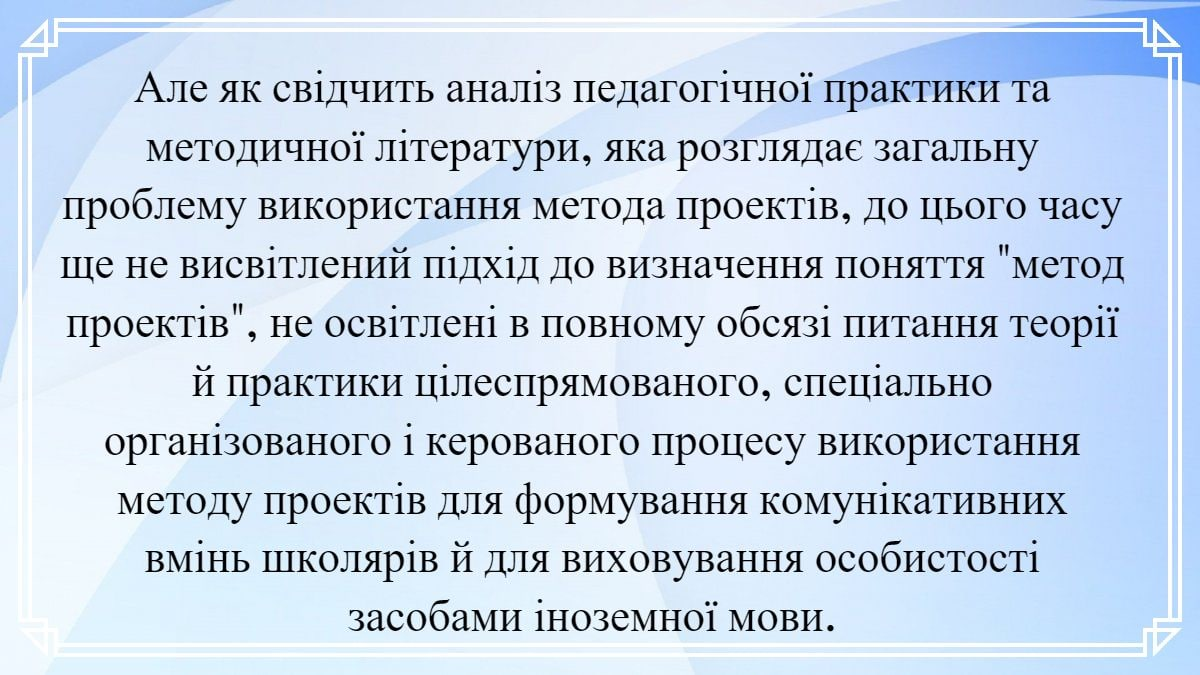 Але як свідчить аналіз педагогічної практики та
методичної літератури, яка розглядає загальну
проблему використання метода проектів, до цього часу
ще не висвітлений підхід до визначення поняття "метод
проектів", не освітлені в повному обсязі питання теорії
й практики цілеспрямованого, спеціально
організованого і керованого процесу використання
методу проектів для формування комунікативних
вмінь школярів й для виховування особистості
засобами іноземної мови.